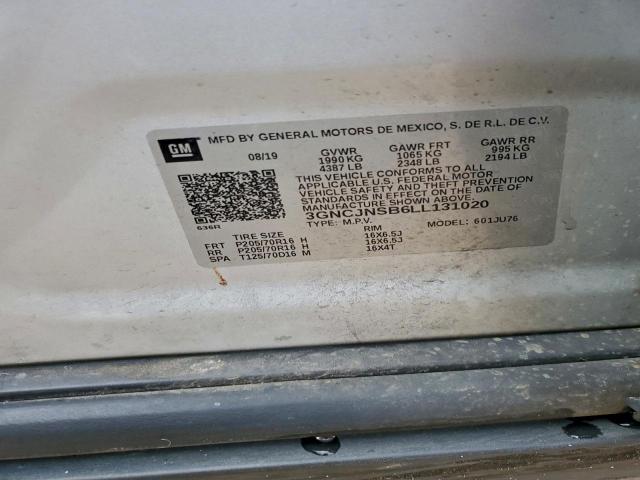 GM
MFD BY GENERAL MOTORS DE MEXICO, S. DE R.L. DE C.V.
08/19 GVWR GAWR FRT GAWR RR
1990 KG 1065 KG 995 KG
4387 LB 2348 LB 2194 LB
THIS VEHICLE CONFORMS TO ALL
APPLICABLE U.S. FEDERAL MOTOR
VEHICLE SAFETY AND THEFT PREVENTION
STANDARDS IN EFFECT ON THE DATE OF
MANUFACTURE SHOWN ABOVE.
3GNCJNSB6LL131020
636R TYPE: M.P.V. MODEL: 601JU76
TIRE SIZE RIM
FRT P205/70R16 H 16X6.5J
RR P205/70R16 H 16X6.5J
SPA T125/70D16 M 16X4T